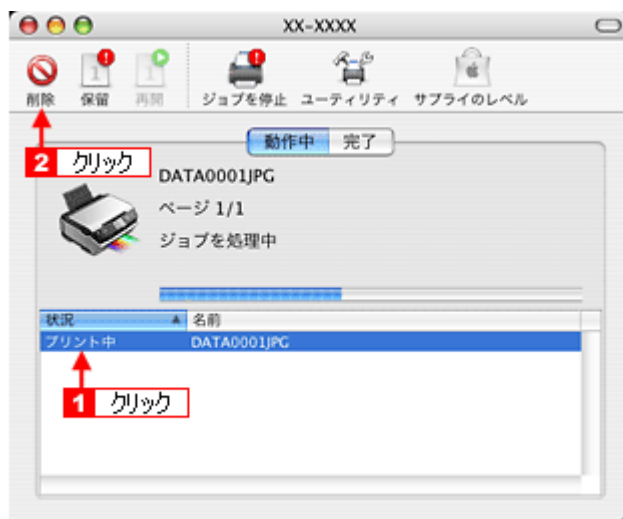 XX-XXXX
削除 保留 再開 ジョブを停止 ユーティリティ サプライのレベル
動作中 完了
2 クリック
DATA0001JPG
ページ 1/1
ジョブを処理中
状況 名前
プリント中 DATA0001JPG
1 クリック